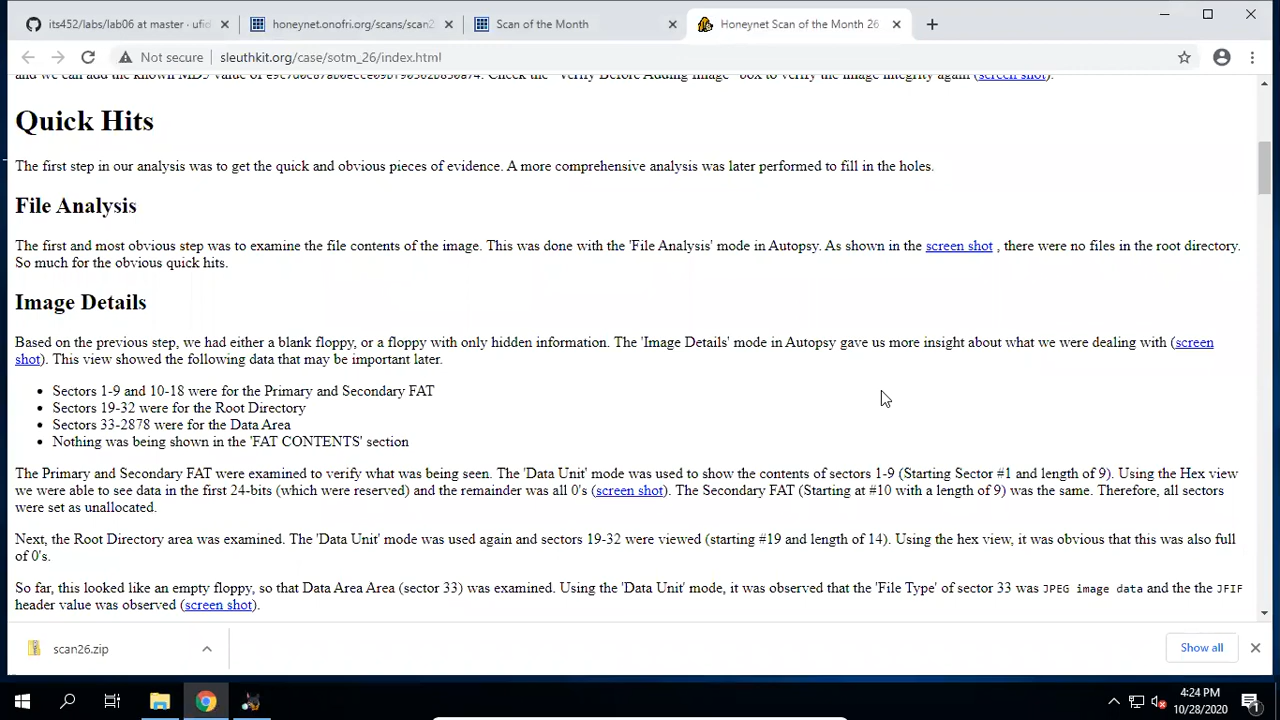 its452/labs/lab06 at master · ufid
honeynet.onofri.org/scans/scan2
Scan of the Month
Honeynet Scan of the Month 26
Not secure
sleuthkit.org/case/sotm_26/index.html
Quick Hits
The first step in our analysis was to get the quick and obvious pieces of evidence. A more comprehensive analysis was later performed to fill in the holes.
File Analysis
The first and most obvious step was to examine the file contents of the image. This was done with the 'File Analysis' mode in Autopsy. As shown in the screen shot , there were no files in the root directory.
So much for the obvious quick hits.
Image Details
Based on the previous step, we had either a blank floppy, or a floppy with only hidden information. The 'Image Details' mode in Autopsy gave us more insight about what we were dealing with (screen
shot). This view showed the following data that may be important later.
• Sectors 1-9 and 10-18 were for the Primary and Secondary FAT
• Sectors 19-32 were for the Root Directory
• Sectors 33-2878 were for the Data Area
• Nothing was being shown in the 'FAT CONTENTS' section
The Primary and Secondary FAT were examined to verify what was being seen. The 'Data Unit' mode was used to show the contents of sectors 1-9 (Starting Sector #1 and length of 9). Using the Hex view
we were able to see data in the first 24-bits (which were reserved) and the remainder was all 0's (screen shot). The Secondary FAT (Starting at #10 with a length of 9) was the same. Therefore, all sectors
were set as unallocated.
Next, the Root Directory area was examined. The 'Data Unit' mode was used again and sectors 19-32 were viewed (starting #19 and length of 14). Using the hex view, it was obvious that this was also full
of 0's.
So far, this looked like an empty floppy, so that Data Area Area (sector 33) was examined. Using the 'Data Unit' mode, it was observed that the 'File Type' of sector 33 was JPEG image data and the the JFIF
header value was observed (screen shot).
scan26.zip
Show all
4:24 PM
10/28/2020
1